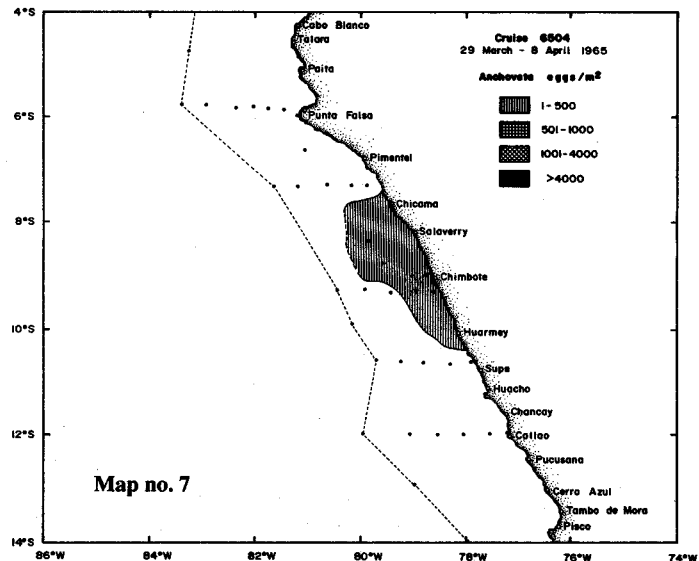 4°S
Cabo Blanco
Talara
Paita
6°S
Punta Falsa
Pimentel
Chicama
8°S
Salaverry
Chimbote
10°S
Huarmey
Supe
Huacho
Chancay
12°S
Callao
Pucusana
Cerro Azul
Tambo de Mora
Pisco
14°S
86°W
84°W
82°W
80°W
78°W
76°W
74°W
Cruise 6504
29 March - 8 April 1965
Anchoveta eggs/m²
1-500
501-1000
1001-4000
>4000
Map no. 7